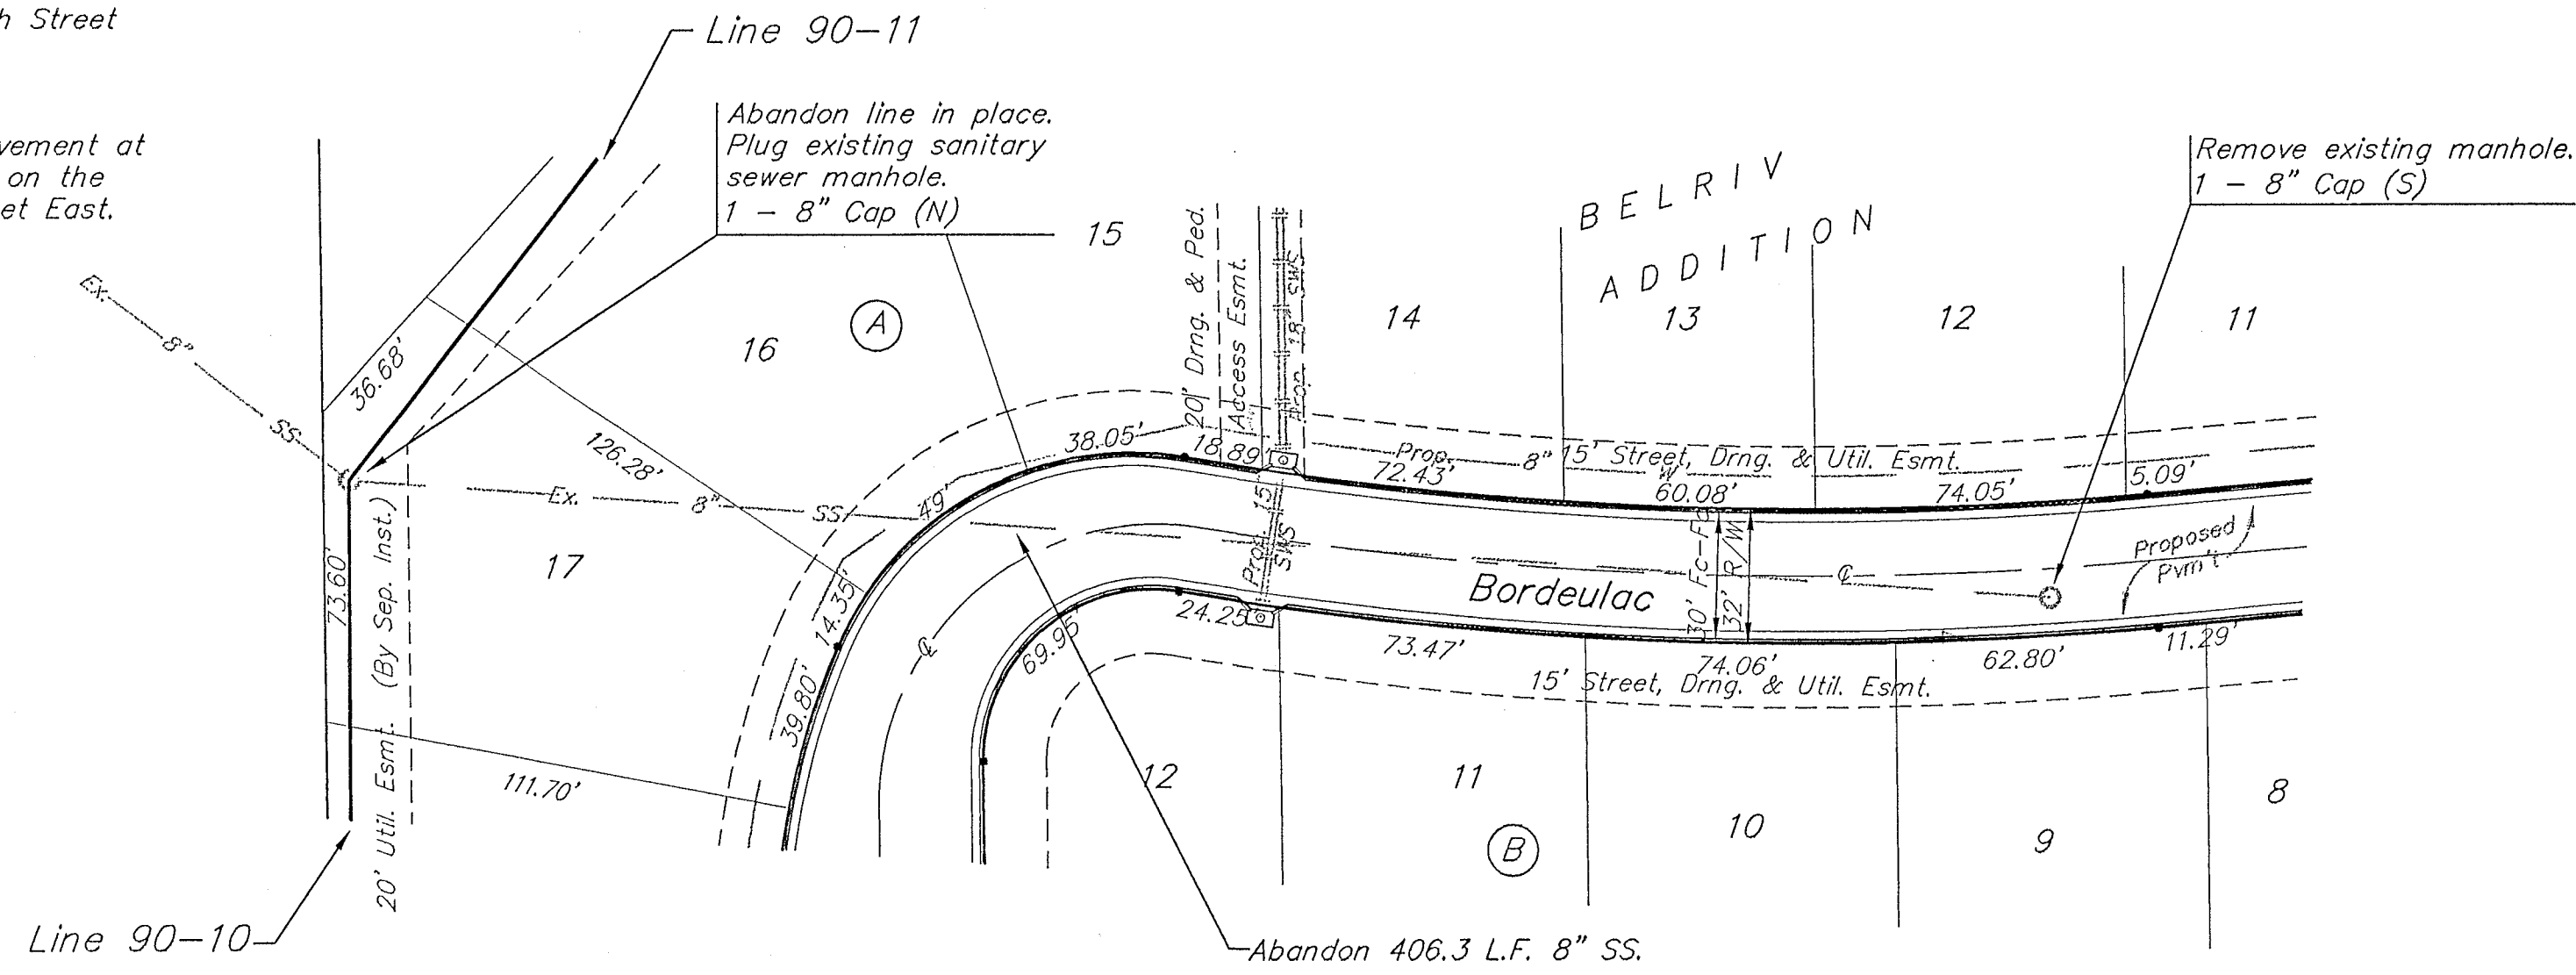 h Street
Line 90-11
vement at
on the
et East.
Abandon line in place.
Plug existing sanitary
sewer manhole.
1 - 8" Cap (N)
Remove existing manhole.
1 - 8" Cap (S)
BELRIV
ADDITION
15
16
A
14
13
12
11
20' Drng. & Ped.
Access Esmt.
Prop. 18" SWS
Ex.
8"
SS
36.68'
126.28'
38.05'
18.89'
Prop.
8"
W
15' Street, Drng. & Util. Esmt.
72.43'
60.08'
74.05'
5.09'
49'
Ex.
8"
SS
14.35'
39.80'
17
73.60'
20' Util. Esmt. (By Sep. Inst.)
111.70'
Prop. 15"
SWS
30' Fc-Fc
32' R/W
Bordeulac
℄
℄
Proposed
Pvm't.
69.95
24.25
73.47'
74.06'
62.80'
11.29'
15' Street, Drng. & Util. Esmt.
12
11
10
9
8
B
Line 90-10
Abandon 406.3 L.F. 8" SS.